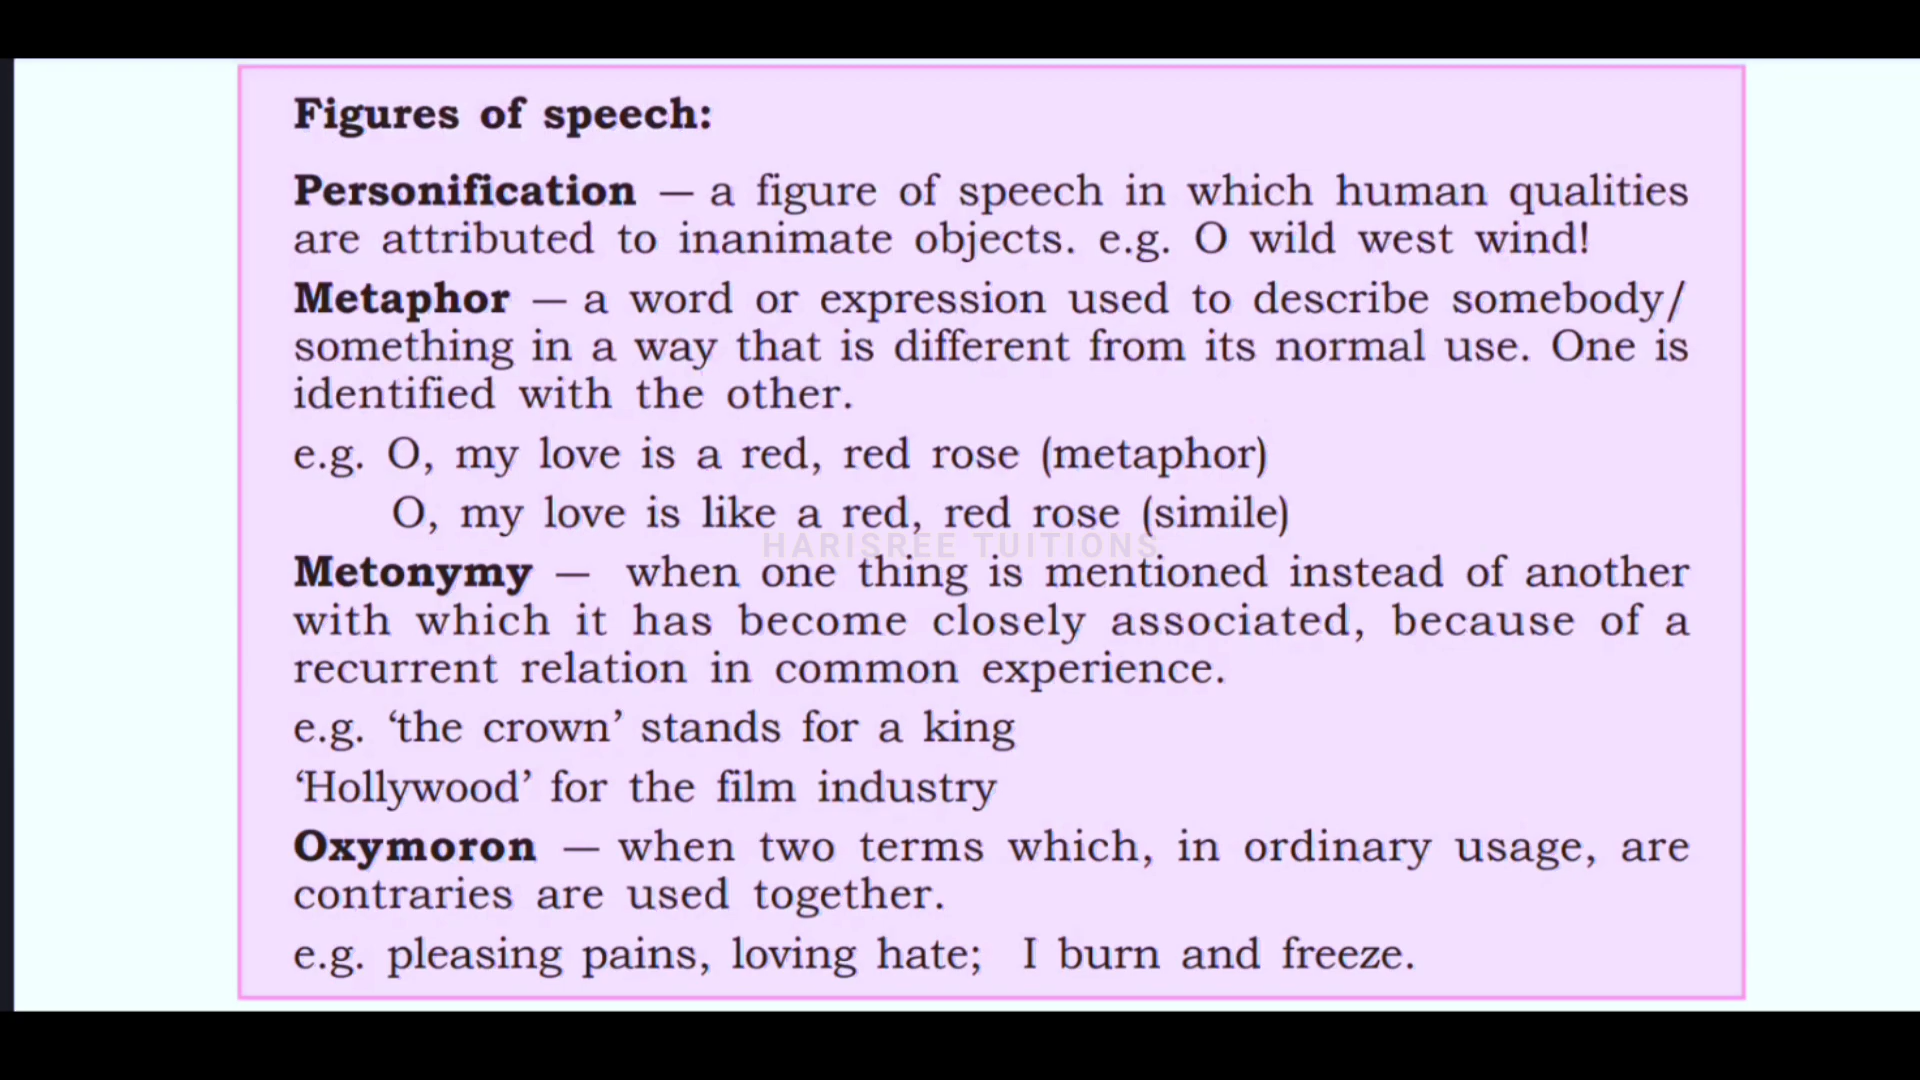 Figures of speech:
Personification — a figure of speech in which human qualities
are attributed to inanimate objects. e.g. O wild west wind!
Metaphor — a word or expression used to describe somebody/
something in a way that is different from its normal use. One is
identified with the other.
e.g. O, my love is a red, red rose (metaphor)
O, my love is like a red, red rose (simile)
HARISREE TUITIONS
Metonymy — when one thing is mentioned instead of another
with which it has become closely associated, because of a
recurrent relation in common experience.
e.g. ‘the crown’ stands for a king
‘Hollywood’ for the film industry
Oxymoron — when two terms which, in ordinary usage, are
contraries are used together.
e.g. pleasing pains, loving hate; I burn and freeze.